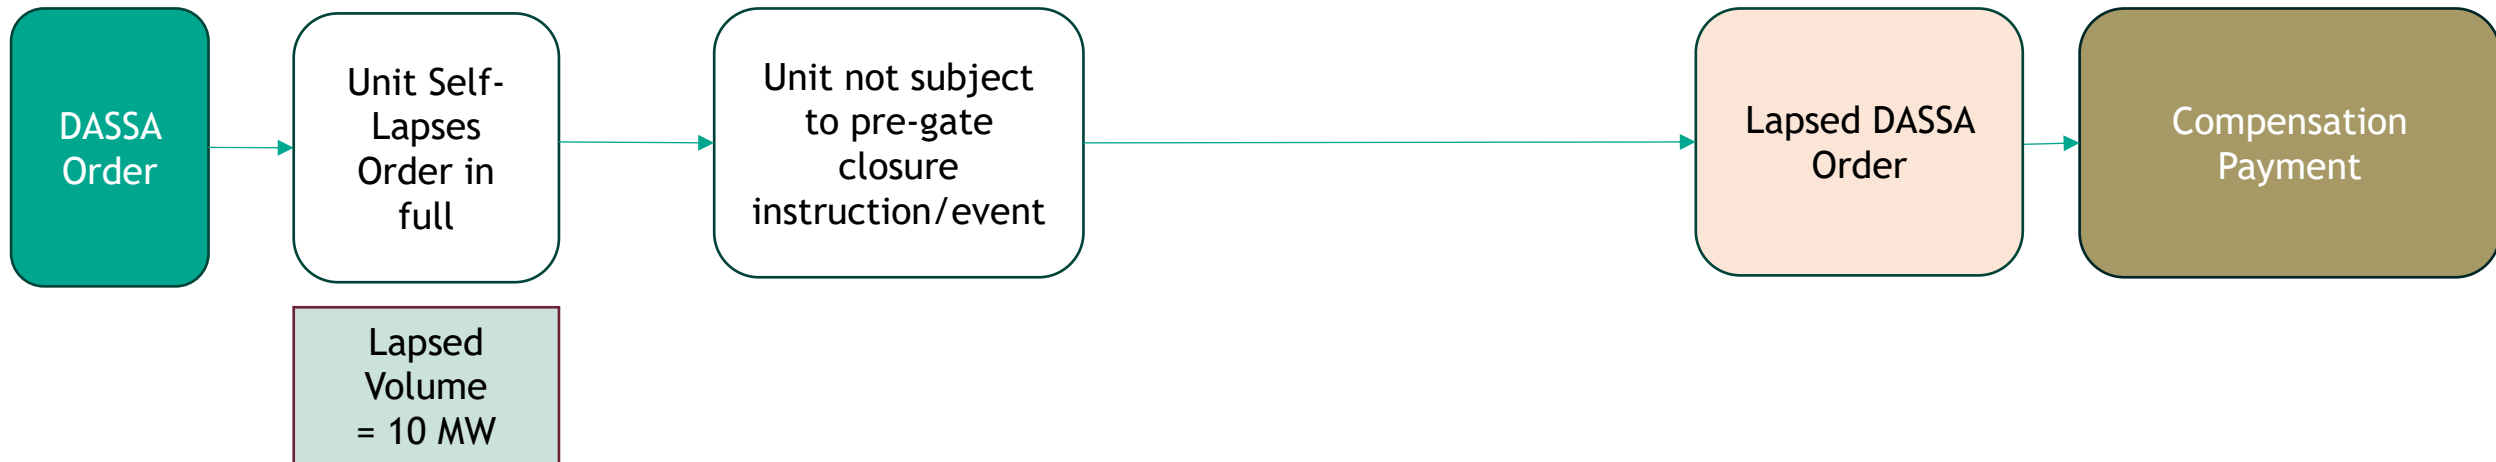 DASSA
Order
Unit Self-
Lapses
Order in
full
Unit not subject
to pre-gate
closure
instruction/event
Lapsed DASSA
Order
Compensation
Payment
Lapsed
Volume
= 10 MW